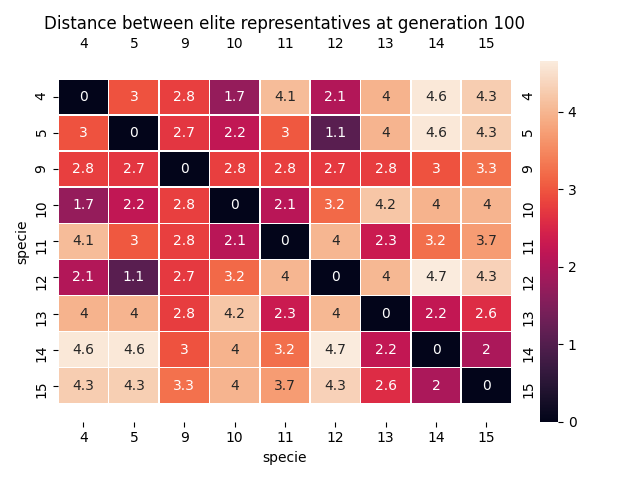 Distance between elite representatives at generation 100
4 5 9 10 11 12 13 14 15
4 0 3 2.8 1.7 4.1 2.1 4 4.6 4.3 4
5 3 0 2.7 2.2 3 1.1 4 4.6 4.3 5
9 2.8 2.7 0 2.8 2.8 2.7 2.8 3 3.3 9
10 1.7 2.2 2.8 0 2.1 3.2 4.2 4 4 10
11 4.1 3 2.8 2.1 0 4 2.3 3.2 3.7 11
12 2.1 1.1 2.7 3.2 4 0 4 4.7 4.3 12
13 4 4 2.8 4.2 2.3 4 0 2.2 2.6 13
14 4.6 4.6 3 4 3.2 4.7 2.2 0 2 14
15 4.3 4.3 3.3 4 3.7 4.3 2.6 2 0 15
4 5 9 10 11 12 13 14 15
specie
specie
4
3
2
1
0